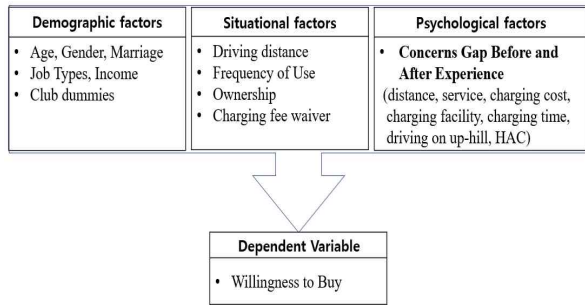 Demographic factors
• Age, Gender, Marriage
• Job Types, Income
• Club dummies
Situational factors
• Driving distance
• Frequency of Use
• Ownership
• Charging fee waiver
Psychological factors
• Concerns Gap Before and
After Experience
(distance, service, charging cost,
charging facility, charging time,
driving on up-hill, HAC)
Dependent Variable
• Willingness to Buy